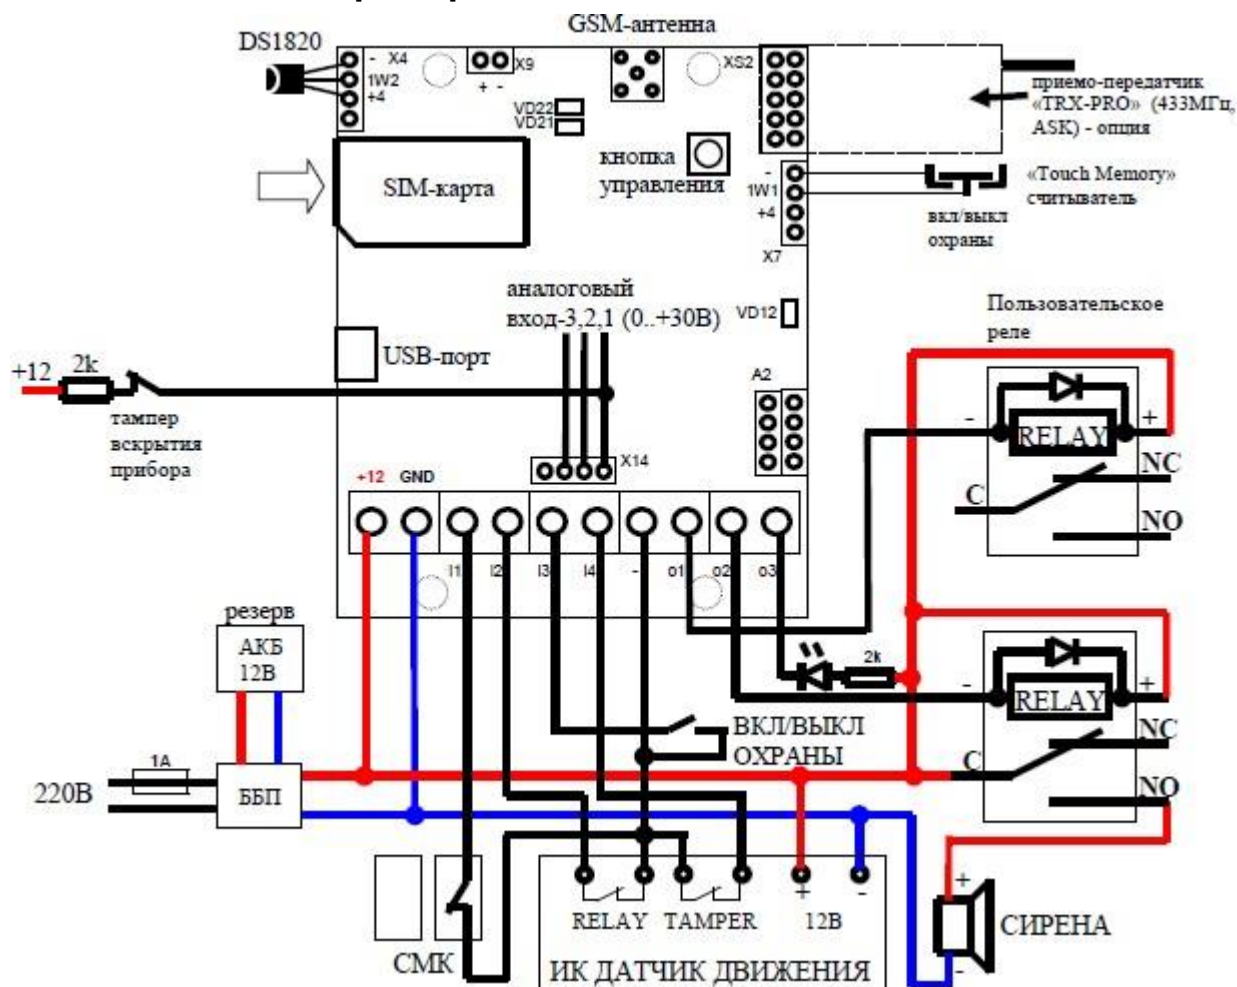 GSM-антенна
DS1820
- X4
1W2
+4
X9
+ -
XS2
VD22
VD21
приемо-передатчик
«TRX-PRO» (433МГц,
ASK) - опция
кнопка
управления
SIM-карта
-
1W1
+4
X7
«Touch Memory»
считыватель
вкл/выкл
охраны
аналоговый
вход-3,2,1 (0..+30В)
VD12
Пользовательское
реле
USB-порт
+12
2k
A2
тампер
вскрытия
прибора
X14
- RELAY +
NC
C
NO
+12 GND
I1 I2 I3 I4 - o1 o2 o3
резерв
АКБ
12В
2k
- RELAY +
NC
C
NO
ВКЛ/ВЫКЛ
ОХРАНЫ
1A
220В
ББП
RELAY TAMPER
+ -
12В
СМК
ИК ДАТЧИК ДВИЖЕНИЯ
+
СИРЕНА
-